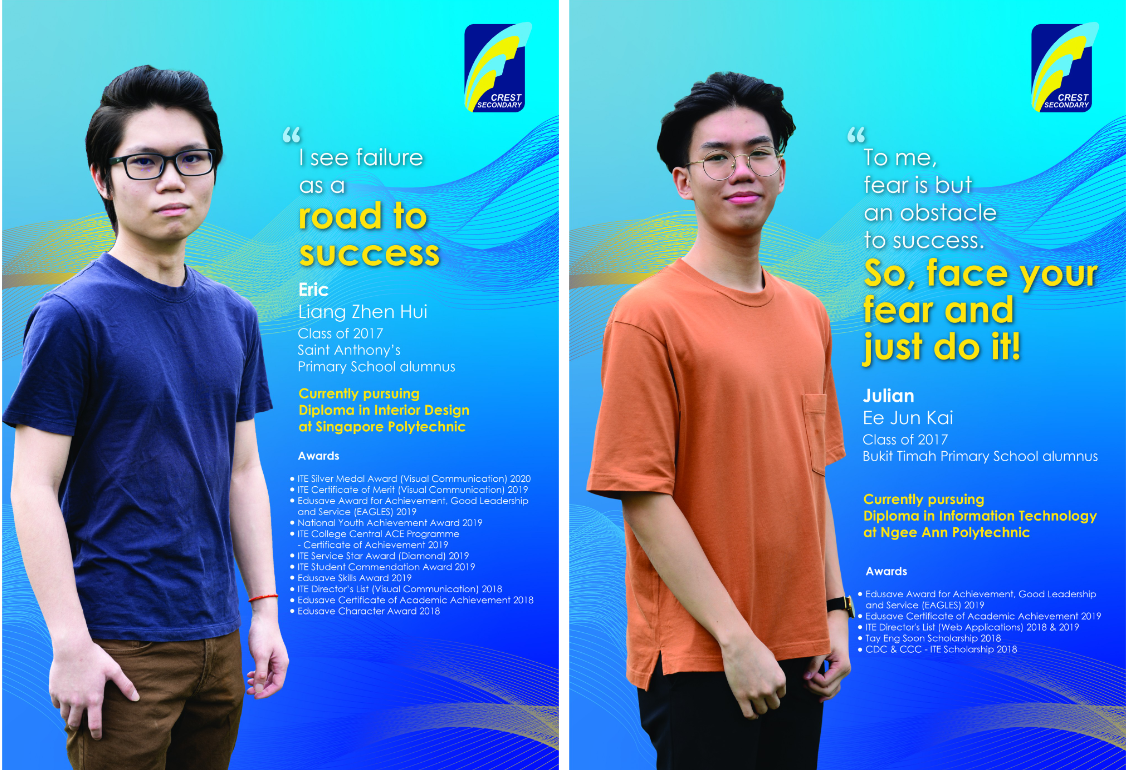 CREST
SECONDARY
“
I see failure
as a
road to
success
Eric
Liang Zhen Hui
Class of 2017
Saint Anthony’s
Primary School alumnus
Currently pursuing
Diploma in Interior Design
at Singapore Polytechnic
Awards
• ITE Silver Medal Award (Visual Communication) 2020
• ITE Certificate of Merit (Visual Communication) 2019
• Edusave Award for Achievement, Good Leadership
and Service (EAGLES) 2019
• National Youth Achievement Award 2019
• ITE College Central ACE Programme
- Certificate of Achievement 2019
• ITE Service Star Award (Diamond) 2019
• ITE Student Commendation Award 2019
• Edusave Skills Award 2019
• ITE Director’s List (Visual Communication) 2018
• Edusave Certificate of Academic Achievement 2018
• Edusave Character Award 2018
CREST
SECONDARY
“
To me,
fear is but
an obstacle
to success.
So, face your
fear and
just do it!
Julian
Ee Jun Kai
Class of 2017
Bukit Timah Primary School alumnus
Currently pursuing
Diploma in Information Technology
at Ngee Ann Polytechnic
Awards
• Edusave Award for Achievement, Good Leadership
and Service (EAGLES) 2019
• Edusave Certificate of Academic Achievement 2019
• ITE Director's List (Web Applications) 2018 & 2019
• Tay Eng Soon Scholarship 2018
• CDC & CCC - ITE Scholarship 2018